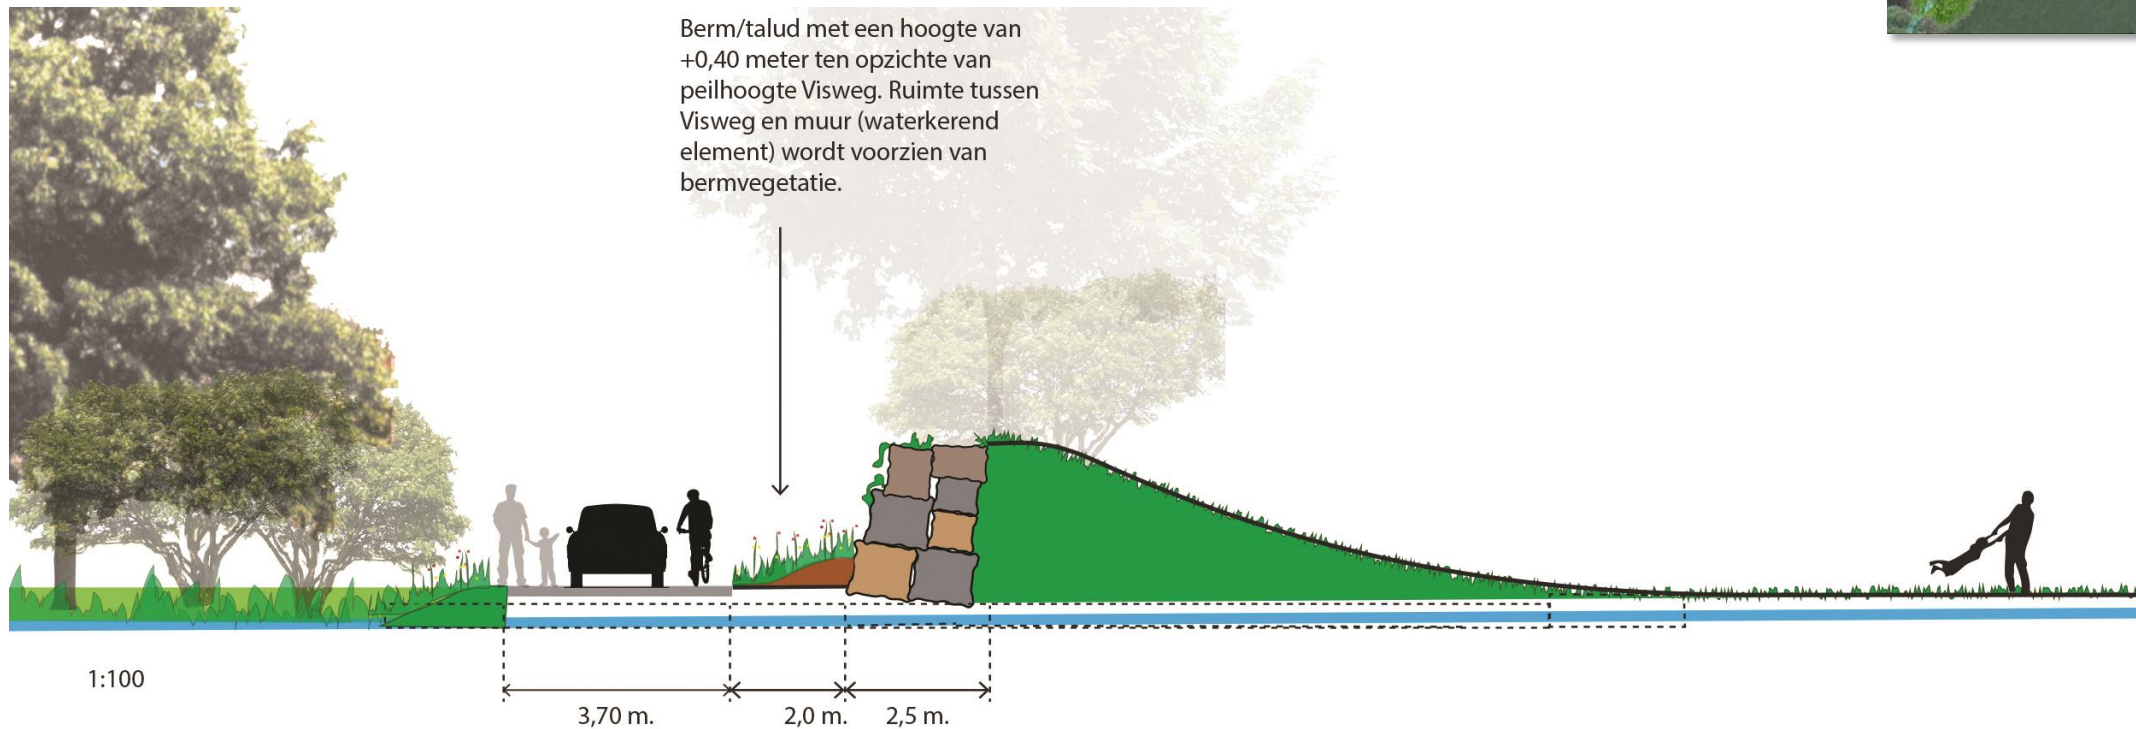 Berm/talud met een hoogte van
+0,40 meter ten opzichte van
peilhoogte Visweg. Ruimte tussen
Visweg en muur (waterkerend
element) wordt voorzien van
bermvegetatie.
1:100
3,70 m.
2,0 m.
2,5 m.